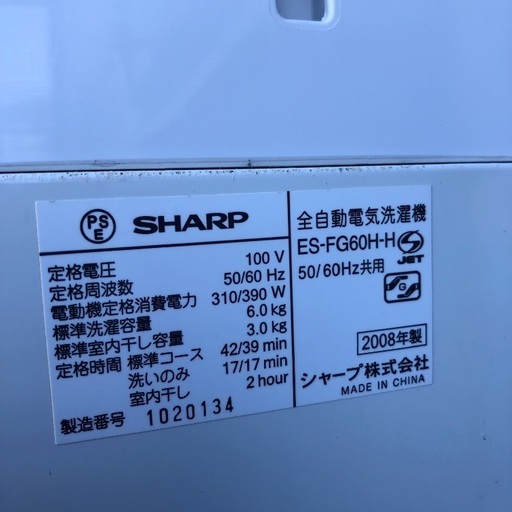 PSE SHARP
定格電圧 100 V
定格周波数 50/60 Hz
電動機定格消費電力 310/390 W
標準洗濯容量 6.0 kg
標準室内干し容量 3.0 kg
定格時間 標準コース 42/39 min
洗いのみ 17/17 min
室内干し 2 hour
製造番号 1020134
全自動電気洗濯機
ES-FG60H-H
50/60Hz共用
S JET
G
2008年製
シャープ株式会社
MADE IN CHINA